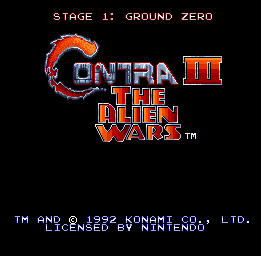 STAGE 1: GROUND ZERO
CONTRA III
THE
ALIEN
WARS TM
TM AND © 1992 KONAMI CO., LTD.
LICENSED BY NINTENDO